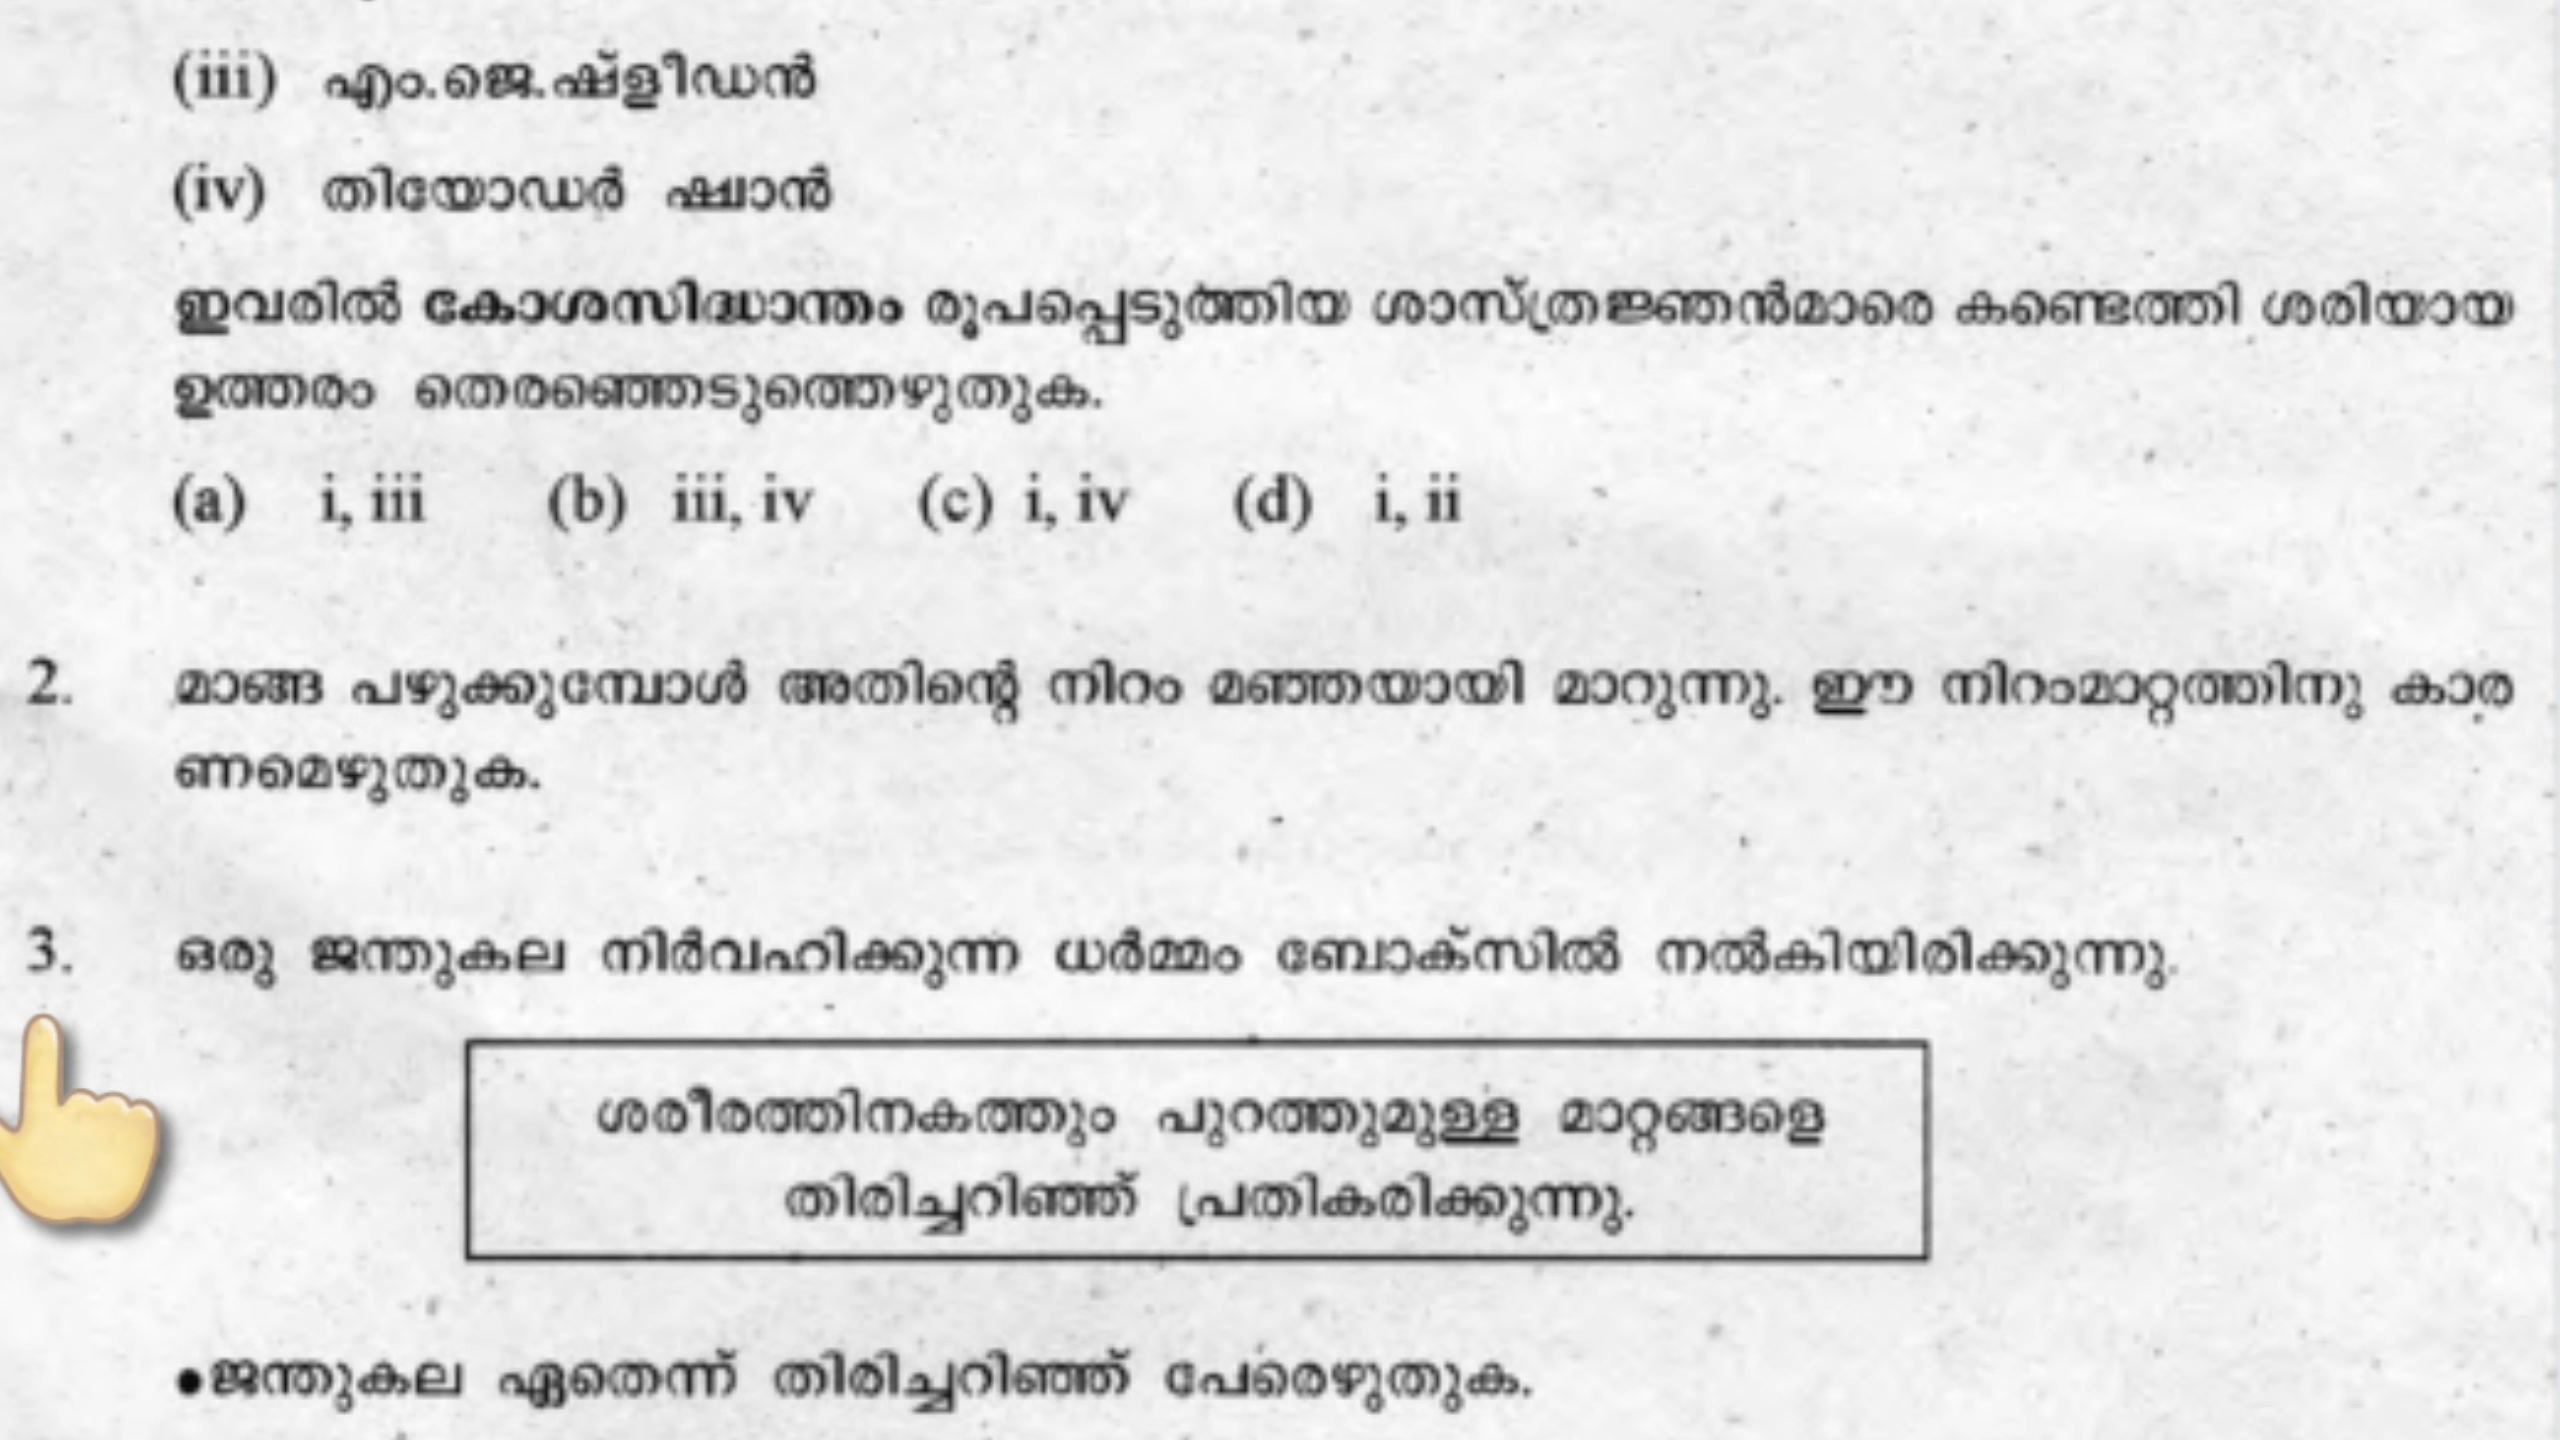 (iii) എം.ജെ.ഷ്ളീഡൻ
(iv) തിയോഡർ ഷ്വാൻ
ഇവരിൽ കോശസിദ്ധാന്തം രൂപപ്പെടുത്തിയ ശാസ്ത്രജ്ഞൻമാരെ കണ്ടെത്തി ശരിയായ
ഉത്തരം തെരഞ്ഞെടുത്തെഴുതുക.
(a) i, iii (b) iii, iv (c) i, iv (d) i, ii
2. മാങ്ങ പഴുക്കുമ്പോൾ അതിന്റെ നിറം മഞ്ഞയായി മാറുന്നു. ഈ നിറംമാറ്റത്തിനു കാര
ണമെഴുതുക.
3. ഒരു ജന്തുകല നിർവഹിക്കുന്ന ധർമ്മം ബോക്സിൽ നൽകിയിരിക്കുന്നു.
ശരീരത്തിനകത്തും പുറത്തുമുള്ള മാറ്റങ്ങളെ
തിരിച്ചറിഞ്ഞ് പ്രതികരിക്കുന്നു.
•ജന്തുകല ഏതെന്ന് തിരിച്ചറിഞ്ഞ് പേരെഴുതുക.